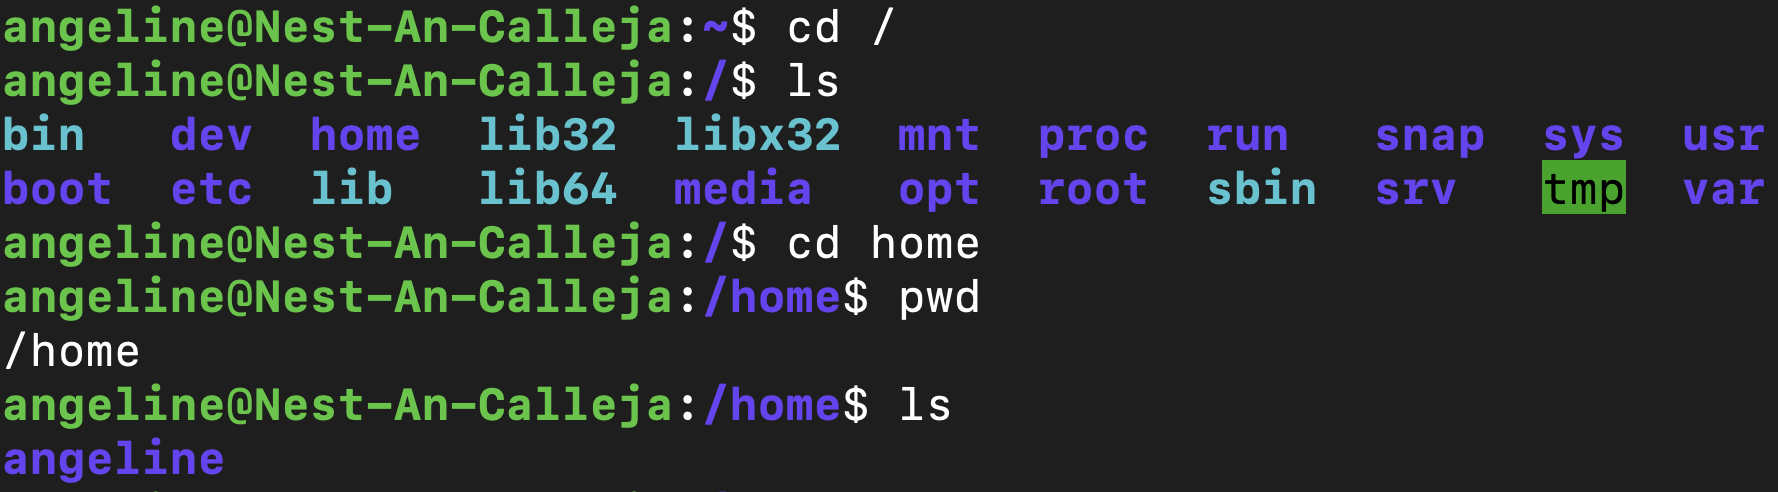 angeline@Nest-An-Calleja:~$ cd /
angeline@Nest-An-Calleja:/$ ls
bin   dev  home  lib32  libx32  mnt  proc  run   snap  sys  usr
boot  etc  lib   lib64  media   opt  root  sbin  srv   tmp  var
angeline@Nest-An-Calleja:/$ cd home
angeline@Nest-An-Calleja:/home$ pwd
/home
angeline@Nest-An-Calleja:/home$ ls
angeline